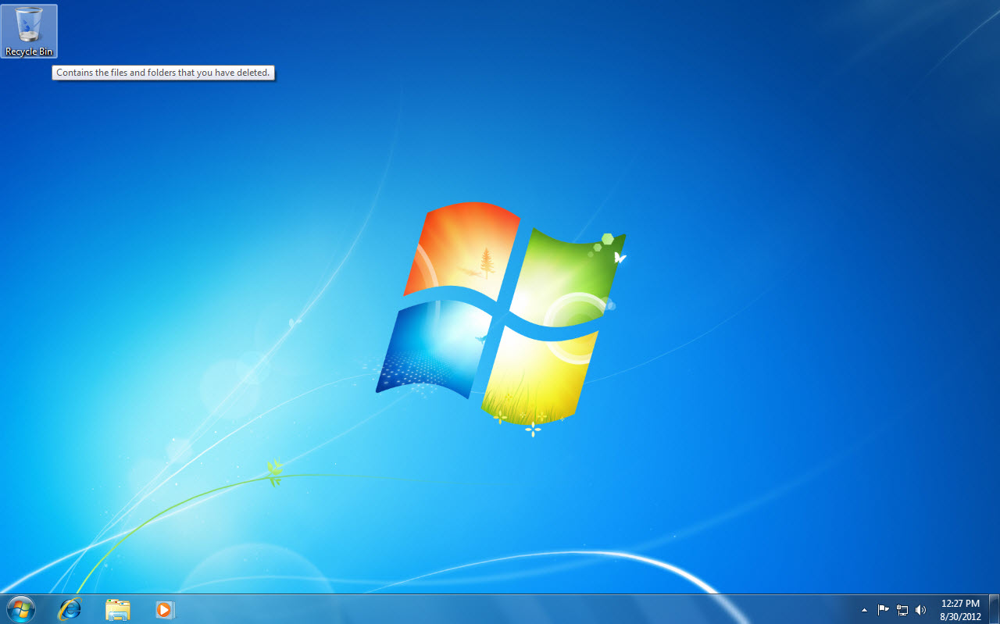 Recycle Bin
Contains the files and folders that you have deleted.
12:27 PM
8/30/2012